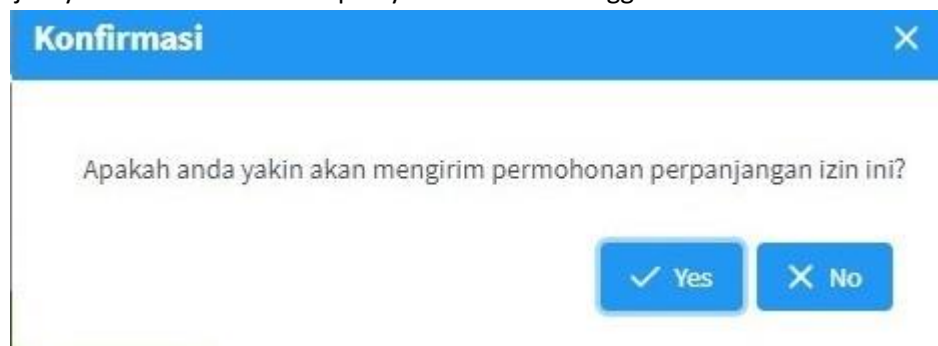 Konfirmasi
Apakah anda yakin akan mengirim permohonan perpanjangan izin ini?
Yes
No